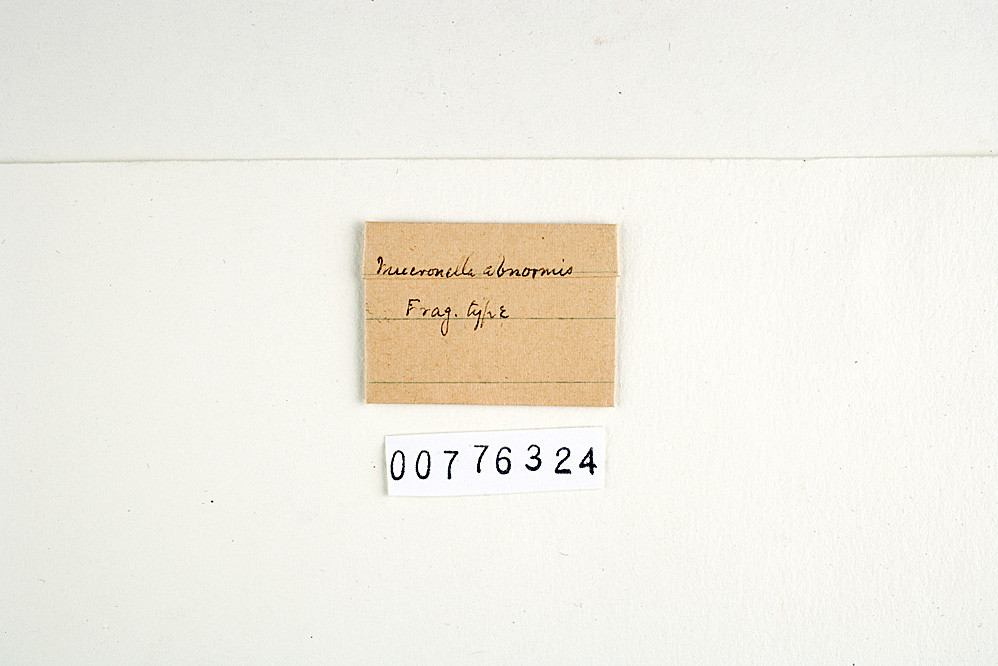 Mucronella abnormis
Frag. type
00776324